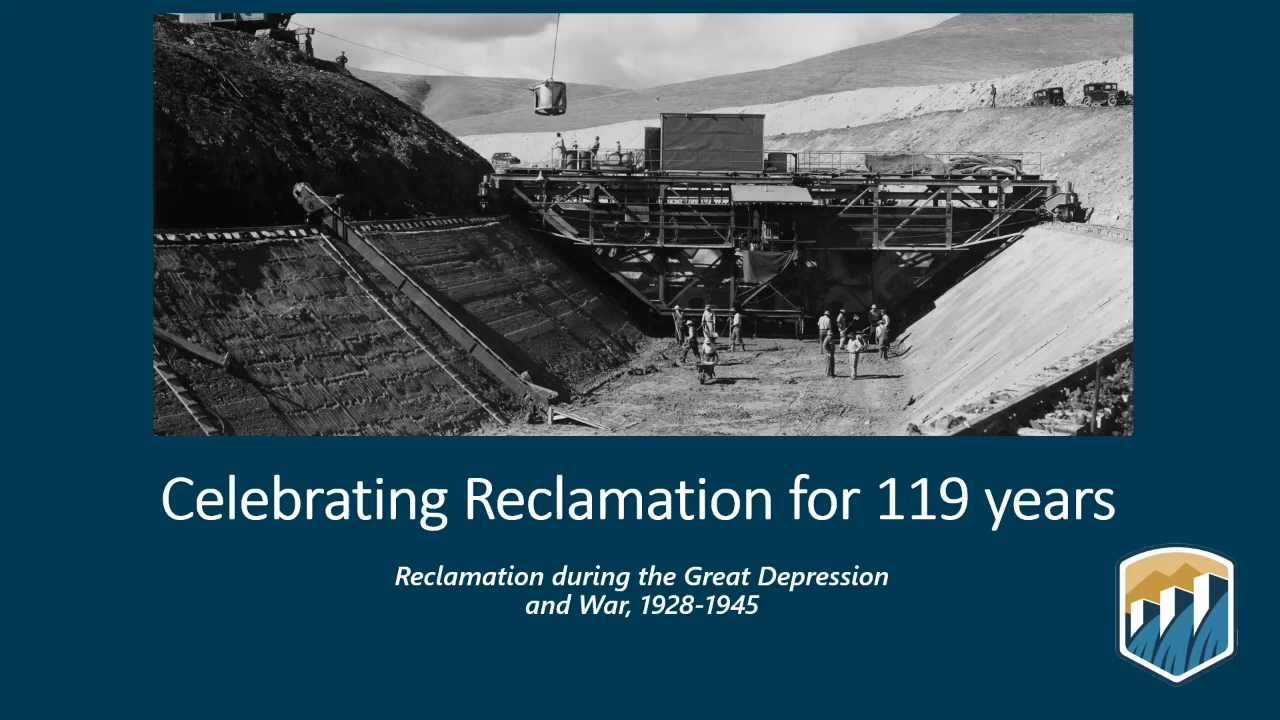 Celebrating Reclamation for 119 years
Reclamation during the Great Depression
and War, 1928-1945